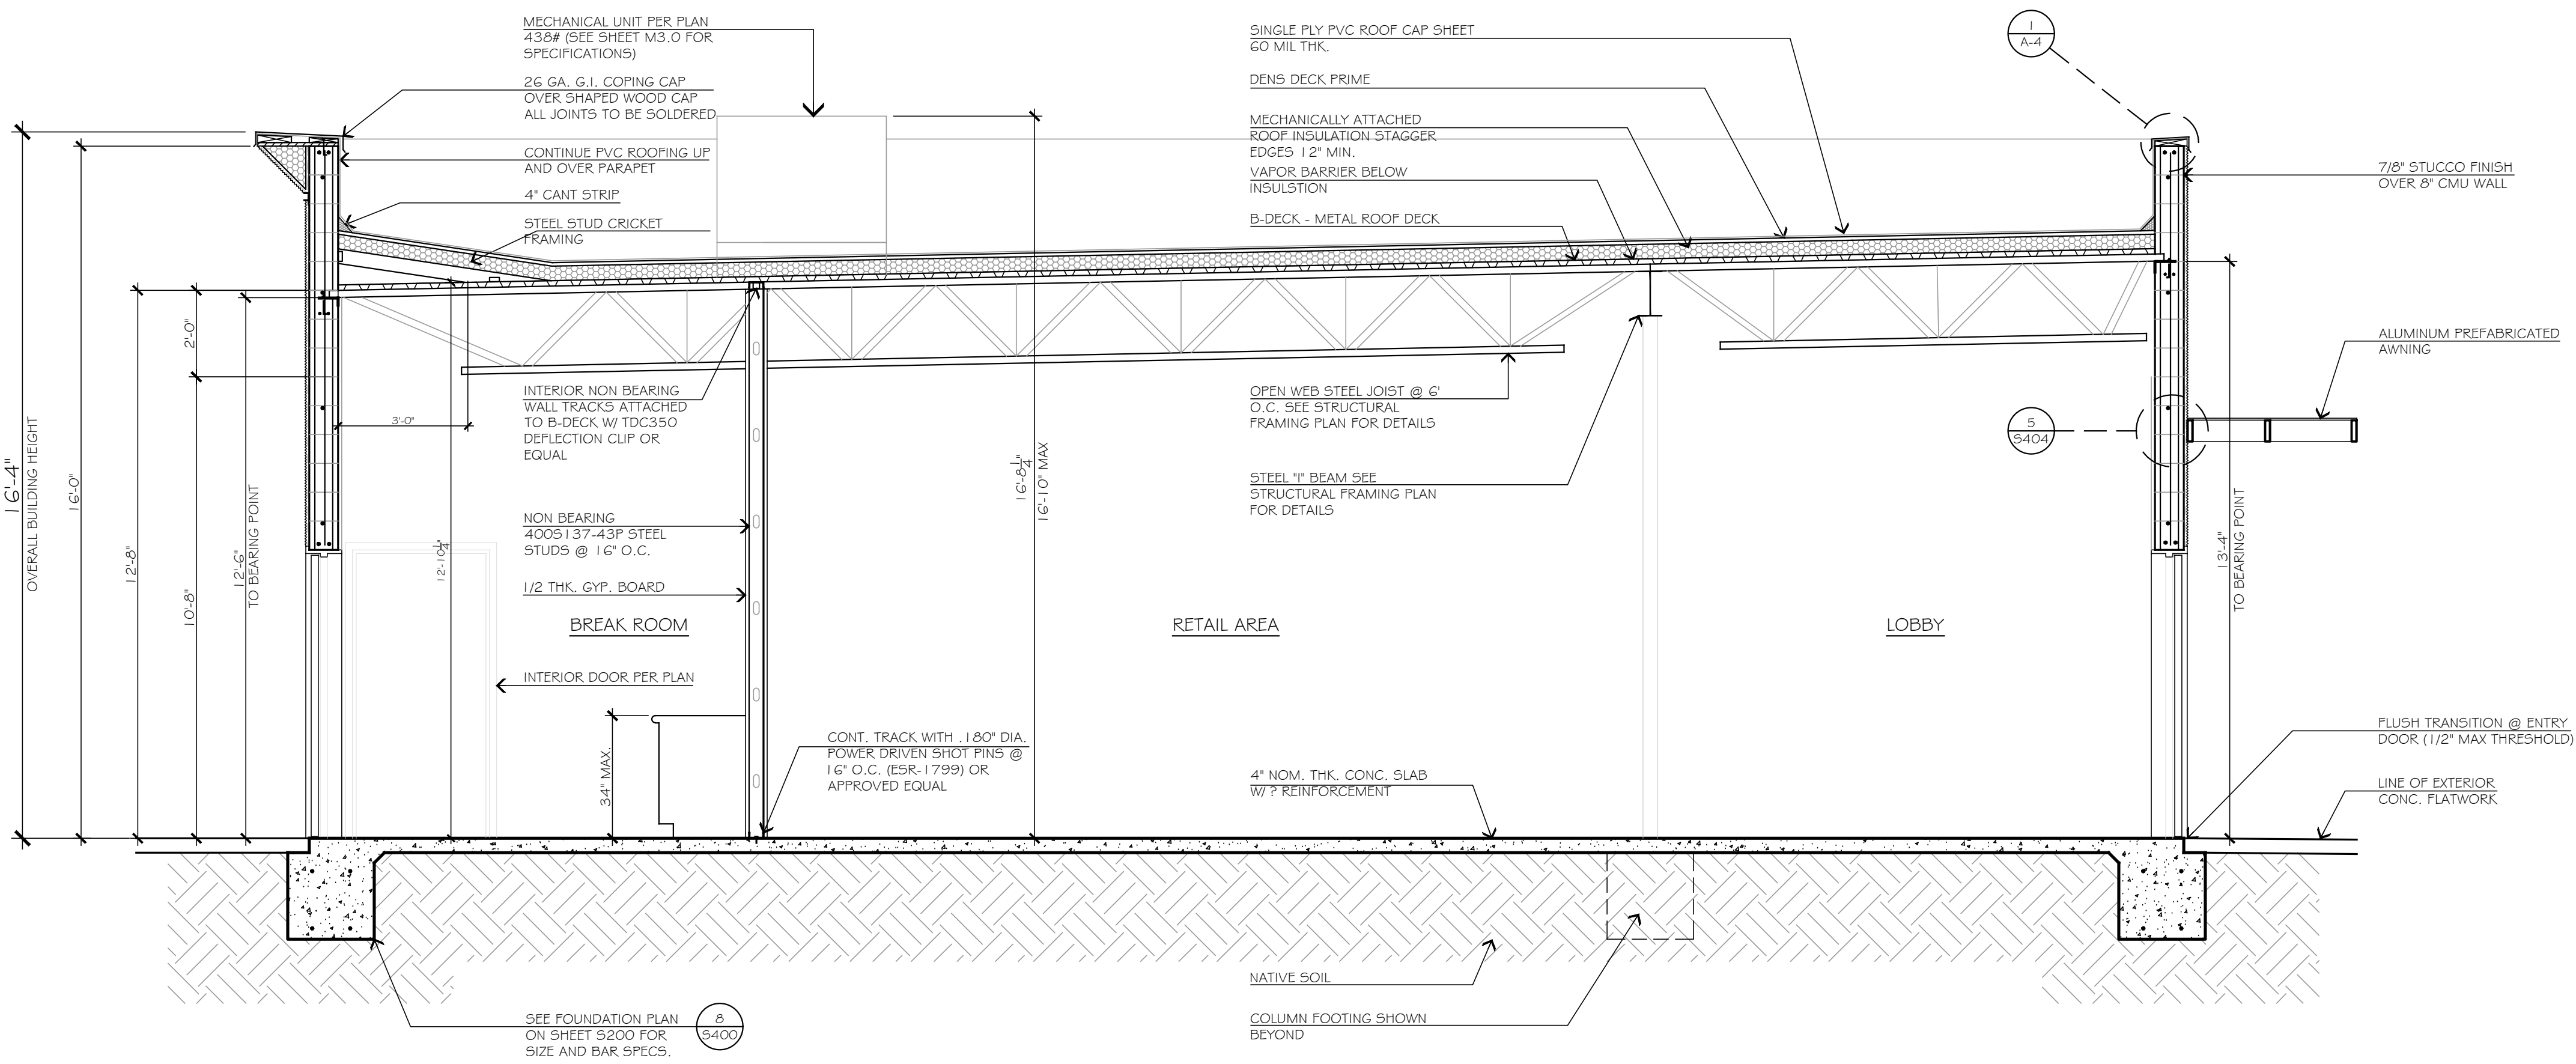 MECHANICAL UNIT PER PLAN
438# (SEE SHEET M3.0 FOR
SPECIFICATIONS)
26 GA. G.I. COPING CAP
OVER SHAPED WOOD CAP
ALL JOINTS TO BE SOLDERED
CONTINUE PVC ROOFING UP
AND OVER PARAPET
4" CANT STRIP
STEEL STUD CRICKET
FRAMING
SINGLE PLY PVC ROOF CAP SHEET
60 MIL THK.
DENS DECK PRIME
MECHANICALLY ATTACHED
ROOF INSULATION STAGGER
EDGES 12" MIN.
VAPOR BARRIER BELOW
INSULSTION
B-DECK - METAL ROOF DECK
1
A-4
7/8" STUCCO FINISH
OVER 8" CMU WALL
ALUMINUM PREFABRICATED
AWNING
5
S404
16'-4"
OVERALL BUILDING HEIGHT
16'-0"
12'-8"
2'-0"
10'-8"
12'-6"
TO BEARING POINT
3'-0"
12'-10 1/4"
INTERIOR NON BEARING
WALL TRACKS ATTACHED
TO B-DECK W/ TDC350
DEFLECTION CLIP OR
EQUAL
NON BEARING
400S137-43P STEEL
STUDS @ 16" O.C.
1/2 THK. GYP. BOARD
16'-8 1/4"
16'-10" MAX
OPEN WEB STEEL JOIST @ 6'
O.C. SEE STRUCTURAL
FRAMING PLAN FOR DETAILS
STEEL "I" BEAM SEE
STRUCTURAL FRAMING PLAN
FOR DETAILS
13'-4"
TO BEARING POINT
BREAK ROOM
RETAIL AREA
LOBBY
INTERIOR DOOR PER PLAN
34" MAX.
CONT. TRACK WITH .180" DIA.
POWER DRIVEN SHOT PINS @
16" O.C. (ESR-1799) OR
APPROVED EQUAL
4" NOM. THK. CONC. SLAB
W/ ? REINFORCEMENT
FLUSH TRANSITION @ ENTRY
DOOR (1/2" MAX THRESHOLD)
LINE OF EXTERIOR
CONC. FLATWORK
NATIVE SOIL
COLUMN FOOTING SHOWN
BEYOND
SEE FOUNDATION PLAN
ON SHEET S200 FOR
SIZE AND BAR SPECS.
8
S400